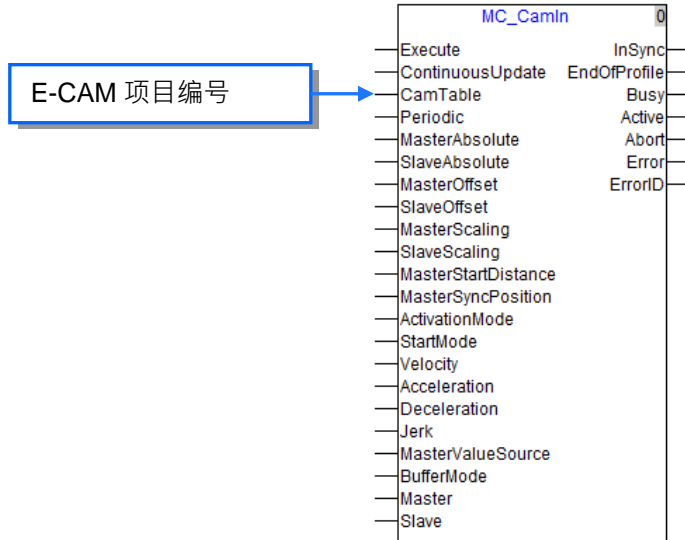 MC_CamIn 0
Execute InSync
ContinuousUpdate EndOfProfile
E-CAM 项目编号
CamTable Busy
Periodic Active
MasterAbsolute Abort
SlaveAbsolute Error
MasterOffset ErrorID
SlaveOffset
MasterScaling
SlaveScaling
MasterStartDistance
MasterSyncPosition
ActivationMode
StartMode
Velocity
Acceleration
Deceleration
Jerk
MasterValueSource
BufferMode
Master
Slave